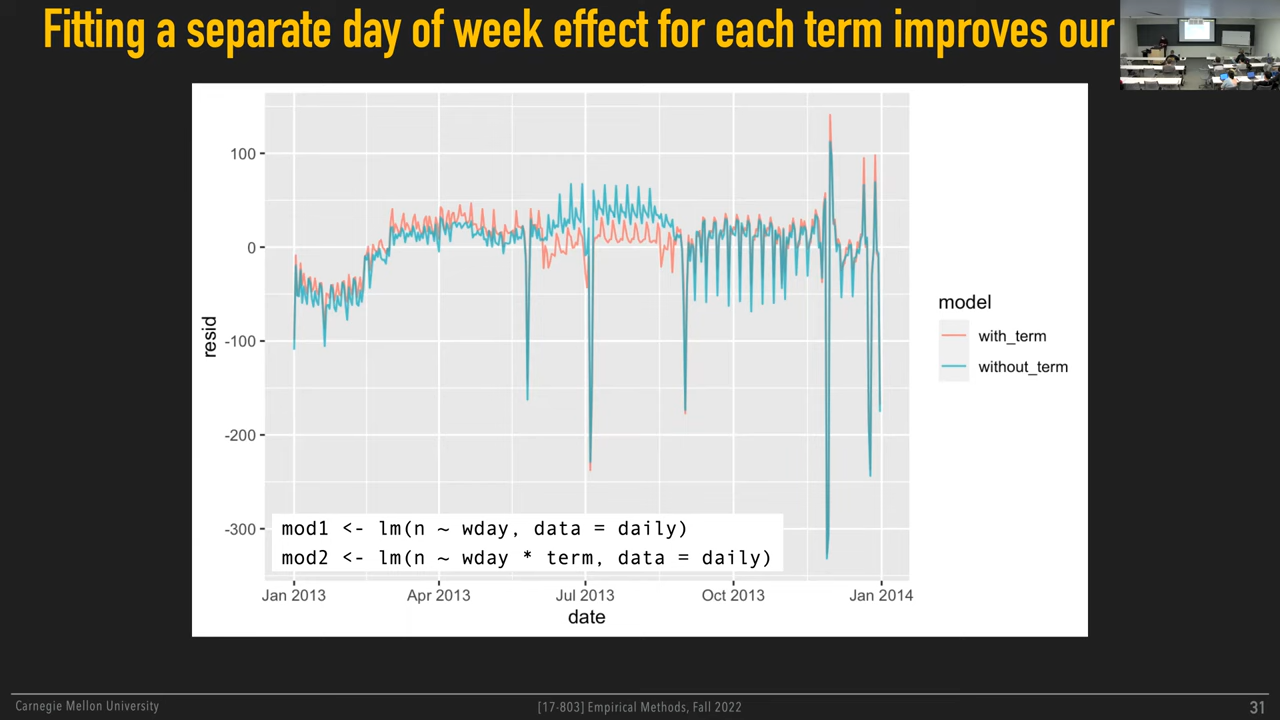 Fitting a separate day of week effect for each term improves our
100
0
-100
-200
-300
resid
mod1 <- lm(n ~ wday, data = daily)
mod2 <- lm(n ~ wday * term, data = daily)
Jan 2013
Apr 2013
Jul 2013
Oct 2013
Jan 2014
date
model
with_term
without_term
Carnegie Mellon University
[17-803] Empirical Methods, Fall 2022
31